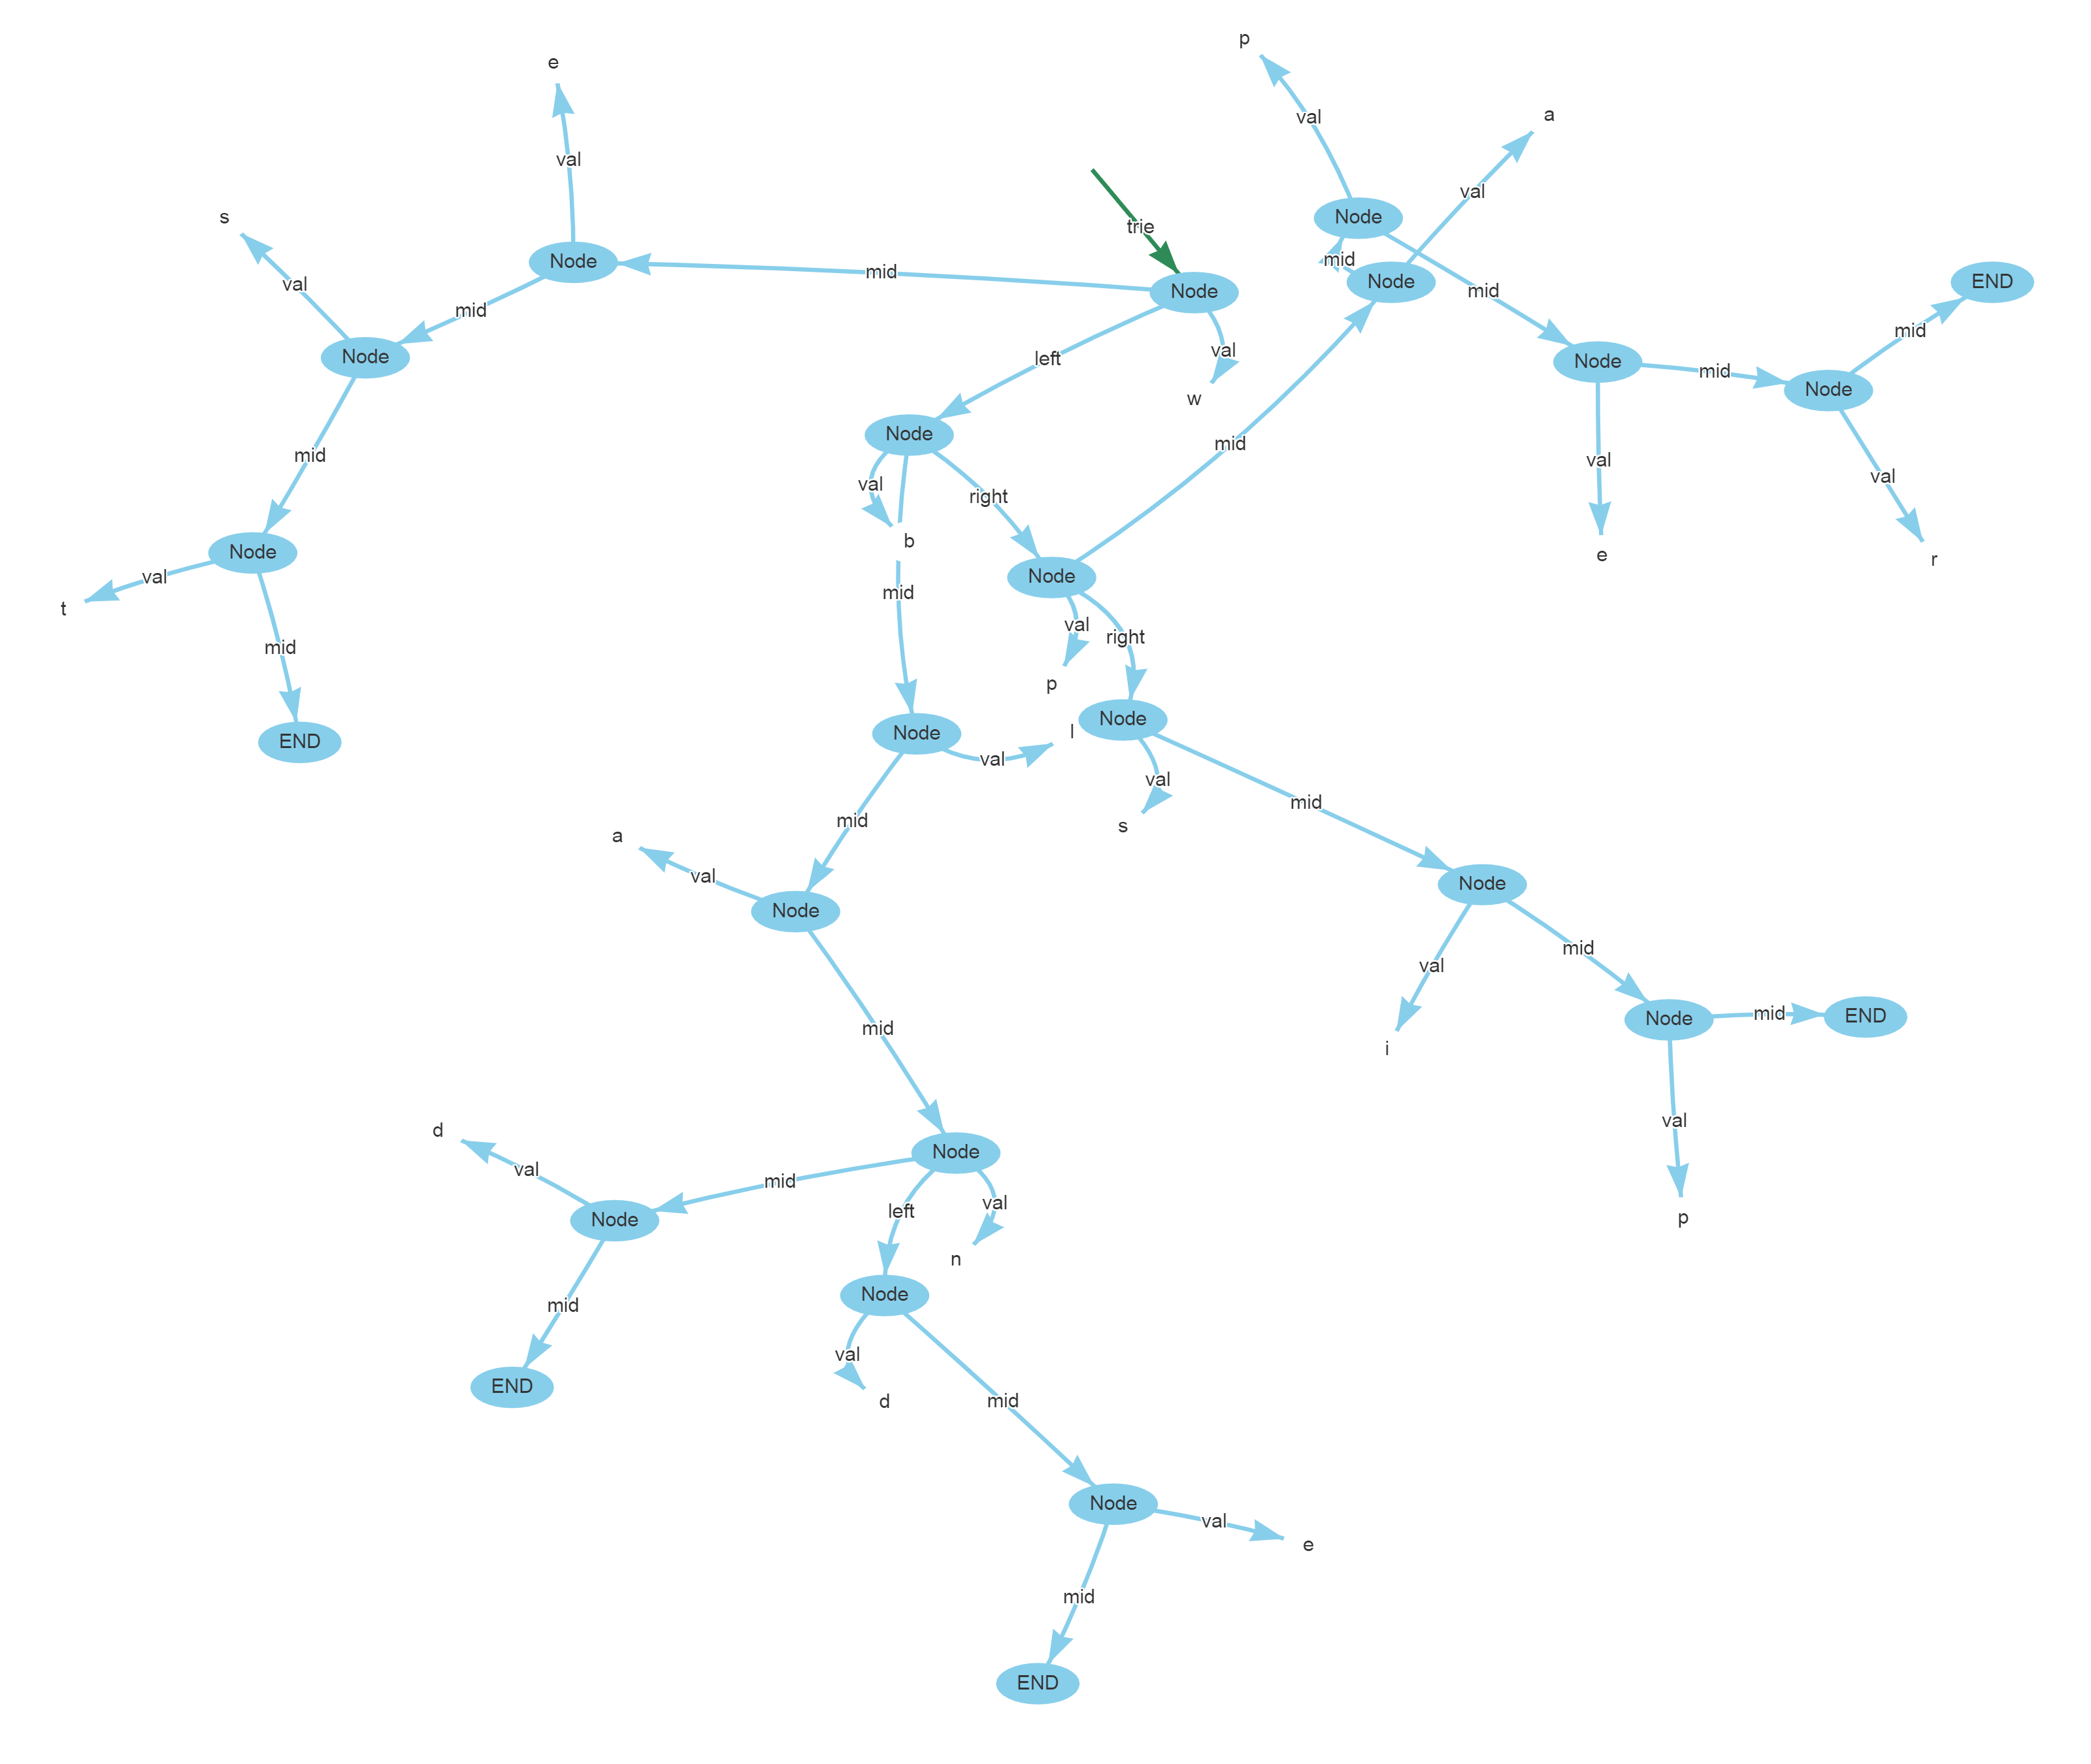 p
e
a
val
val
val
s
Node
trie
val
Node
mid
Node
mid
Node
END
val
mid
Node
mid
mid
END
val
left
Node
mid
Node
Node
w
Node
mid
mid
val
val
val
right
b
e
r
Node
val
mid
Node
t
val
right
mid
p
Node
Node
l
END
val
val
mid
mid
s
a
val
Node
Node
val
mid
mid
i
Node
mid
END
val
d
Node
val
mid
val
left
Node
n
p
Node
mid
val
END
d
mid
Node
val
e
mid
END